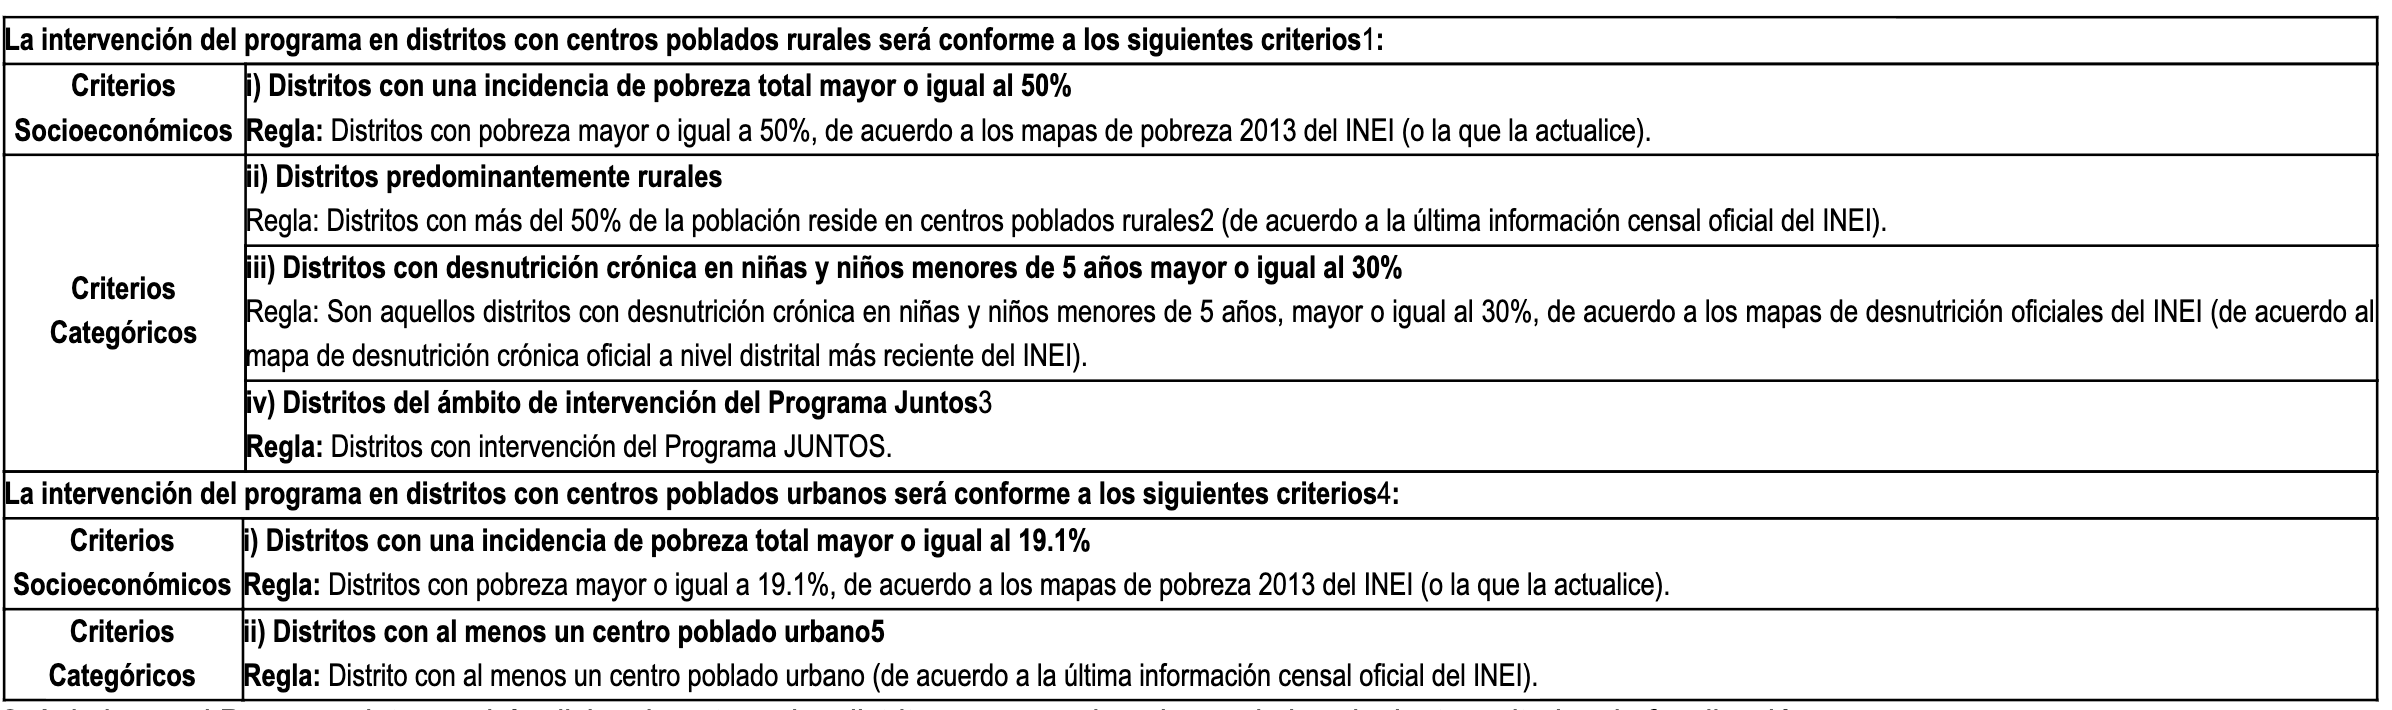 La intervención del programa en distritos con centros poblados rurales será conforme a los siguientes criterios1:
Criterios
Socioeconómicos
i) Distritos con una incidencia de pobreza total mayor o igual al 50%
Regla: Distritos con pobreza mayor o igual a 50%, de acuerdo a los mapas de pobreza 2013 del INEI (o la que la actualice).
Criterios
Categóricos
ii) Distritos predominantemente rurales
Regla: Distritos con más del 50% de la población reside en centros poblados rurales2 (de acuerdo a la última información censal oficial del INEI).
iii) Distritos con desnutrición crónica en niñas y niños menores de 5 años mayor o igual al 30%
Regla: Son aquellos distritos con desnutrición crónica en niñas y niños menores de 5 años, mayor o igual al 30%, de acuerdo a los mapas de desnutrición oficiales del INEI (de acuerdo al
mapa de desnutrición crónica oficial a nivel distrital más reciente del INEI).
iv) Distritos del ámbito de intervención del Programa Juntos3
Regla: Distritos con intervención del Programa JUNTOS.
La intervención del programa en distritos con centros poblados urbanos será conforme a los siguientes criterios4:
Criterios
Socioeconómicos
i) Distritos con una incidencia de pobreza total mayor o igual al 19.1%
Regla: Distritos con pobreza mayor o igual a 19.1%, de acuerdo a los mapas de pobreza 2013 del INEI (o la que la actualice).
Criterios
Categóricos
ii) Distritos con al menos un centro poblado urbano5
Regla: Distrito con al menos un centro poblado urbano (de acuerdo a la última información censal oficial del INEI).